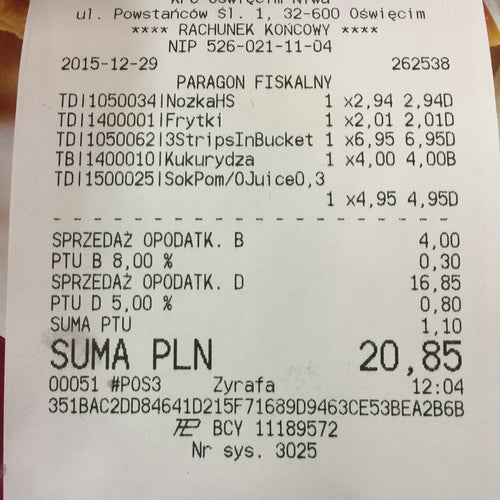 KFC Oświęcim Niwa
ul. Powstańców Śl. 1, 32-600 Oświęcim
**** RACHUNEK KOŃCOWY ****
NIP 526-021-11-04
2015-12-29 262538
PARAGON FISKALNY
TD|1050034|NozkaHS 1 x2,94 2,94D
TD|1400001|Frytki 1 x2,01 2,01D
TD|1050062|3StripsInBucket 1 x6,95 6,95D
TB|1400010|Kukurydza 1 x4,00 4,00B
TD|1500025|SokPom/OJuice0,3
1 x4,95 4,95D
SPRZEDAŻ OPODATK. B 4,00
PTU B 8,00 % 0,30
SPRZEDAŻ OPODATK. D 16,85
PTU D 5,00 % 0,80
SUMA PTU 1,10
SUMA PLN 20,85
00051 #POS3 Zyrafa 12:04
351BAC2DD84641D215F71689D9463CE53BEA2B6B
BCY 11189572
Nr sys. 3025